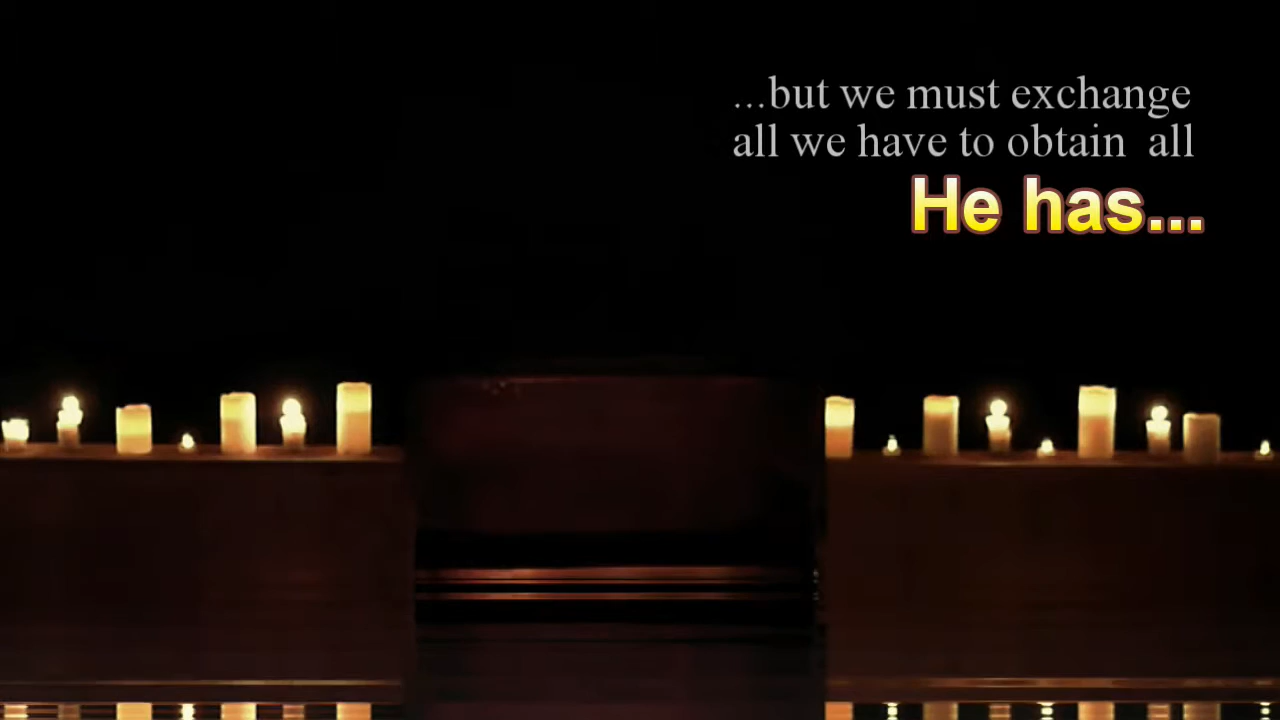 ...but we must exchange
all we have to obtain  all
He has...